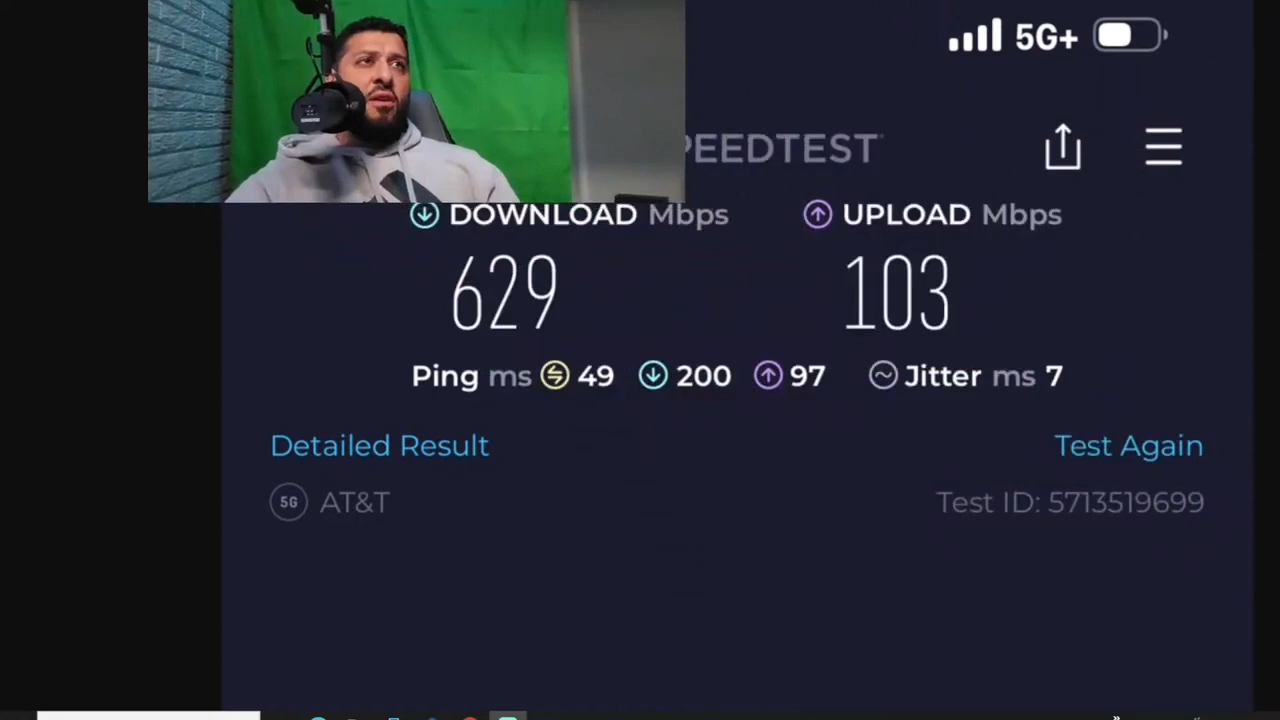 5G+
PEEDTEST
DOWNLOAD Mbps UPLOAD Mbps
629 103
Ping ms 49 200 97 Jitter ms 7
Detailed Result Test Again
5G AT&T Test ID: 5713519699